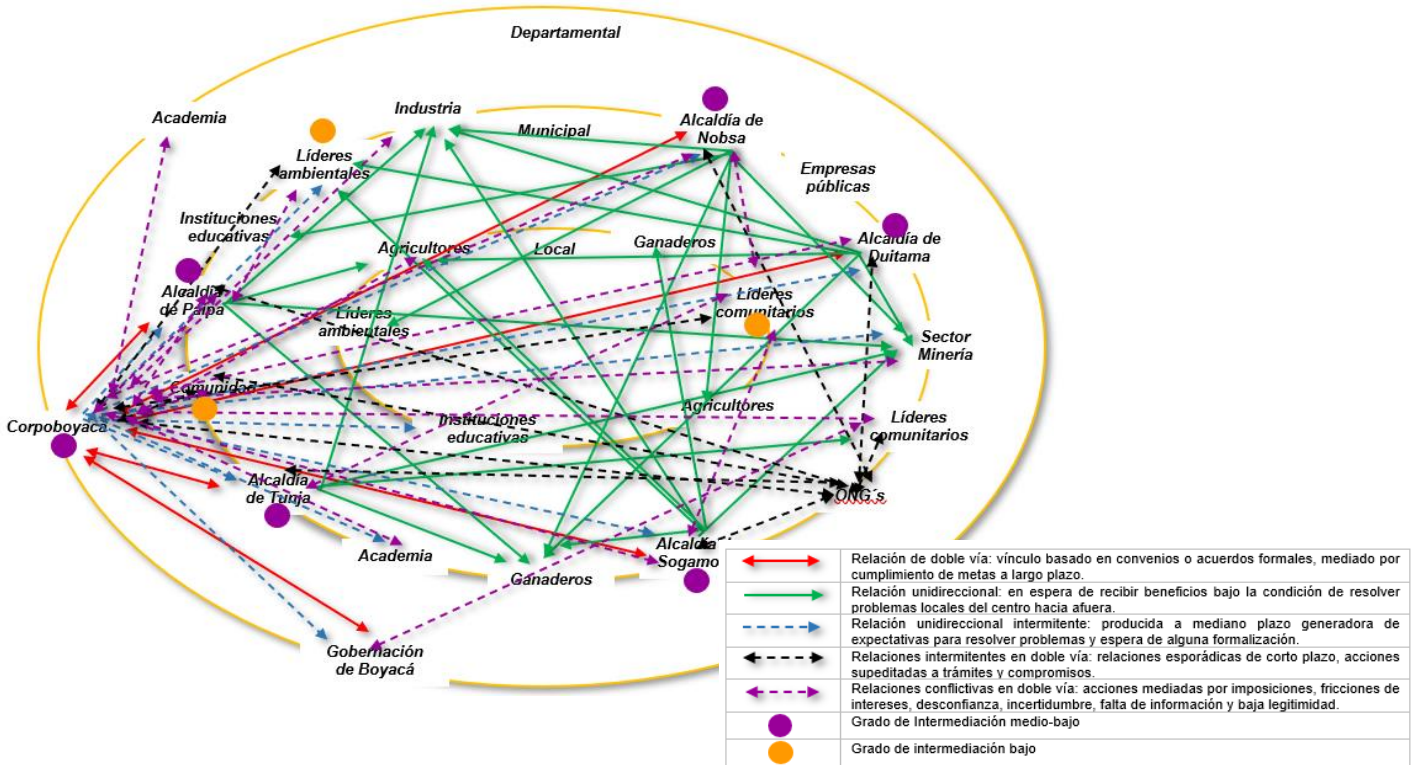 Departamental
Academia
Industria
Municipal
Alcaldía de
Nobsa
Líderes
ambientales
Empresas
públicas
Instituciones
educativas
Agricultores
Local
Ganaderos
Alcaldía de
Duitama
Alcaldía
de Paipa
Líderes
ambientales
Líderes
comunitarios
Sector
Minería
Comunidad
Corpoboyaca
Instituciones
educativas
Agricultores
Líderes
comunitarios
Alcaldía
de Tunja
ONG´s
Academia
Ganaderos
Alcaldía
Sogamo
Gobernación
de Boyacá
Relación de doble vía: vínculo basado en convenios o acuerdos formales, mediado por
cumplimiento de metas a largo plazo.
Relación unidireccional: en espera de recibir beneficios bajo la condición de resolver
problemas locales del centro hacia afuera.
Relación unidireccional intermitente: producida a mediano plazo generadora de
expectativas para resolver problemas y espera de alguna formalización.
Relaciones intermitentes en doble vía: relaciones esporádicas de corto plazo, acciones
supeditadas a trámites y compromisos.
Relaciones conflictivas en doble vía: acciones mediadas por imposiciones, fricciones de
intereses, desconfianza, incertidumbre, falta de información y baja legitimidad.
Grado de Intermediación medio-bajo
Grado de intermediación bajo